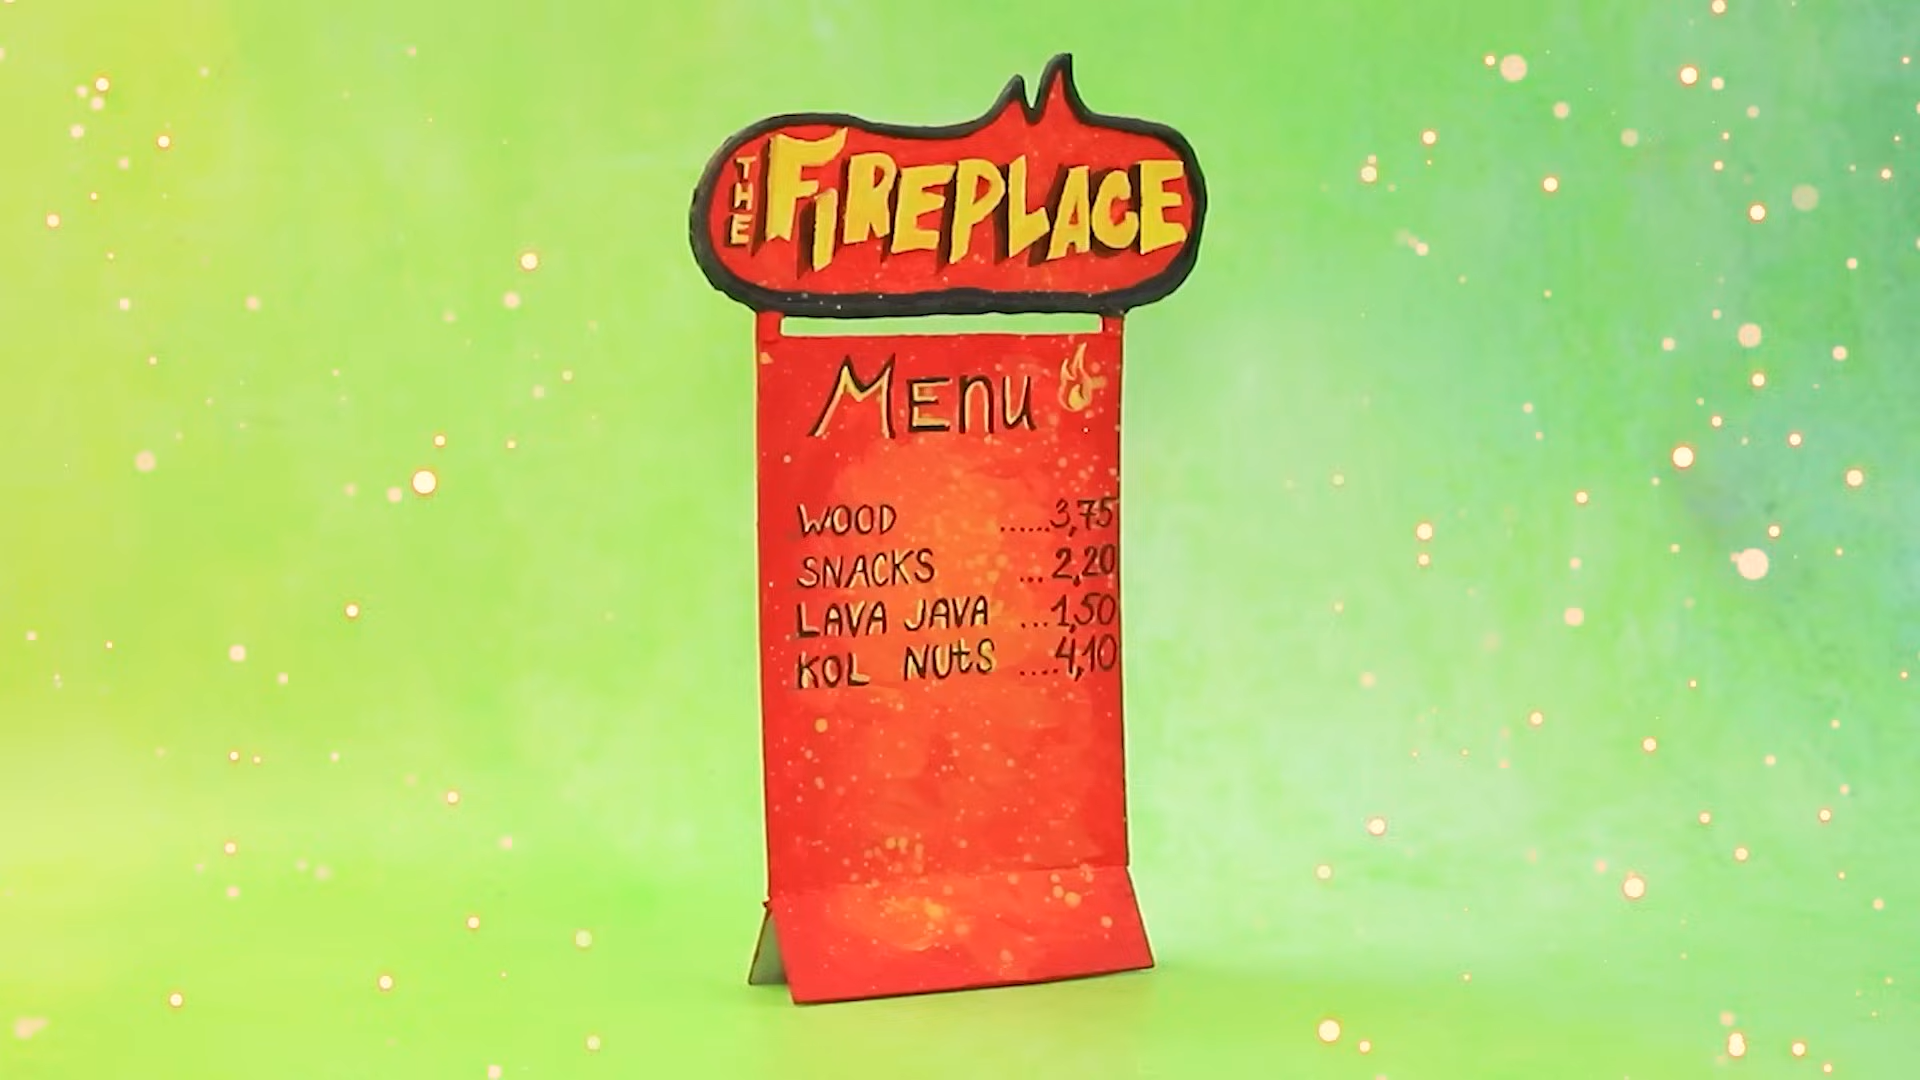 THE FIREPLACE
MENU
WOOD ......3,75
SNACKS ...2,20
LAVA JAVA ...1,50
KOL NUtS ....4,10